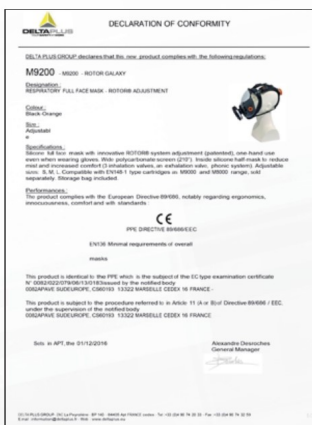 DELTAPLUS
DECLARATION OF CONFORMITY
DELTA PLUS GROUP declares that this new product complies with the following regulations:
M9200 - M9200 - ROTOR GALAXY
Designation:
RESPIRATORY FULL FACE MASK - ROTOR® ADJUSTMENT
Colour:
Black-Orange
Size:
Adjustabl
e
Specifications:
Silicone full face mask with innovative ROTOR® system adjustment (patented), one-hand use
even when wearing gloves. Wide polycarbonate screen (210°). Inside silicone half-mask to reduce
mist and increased comfort (3 inhalation valves, an exhalation valve, phonic system). Adjustable
sizes: S, M, L. Compatible with EN148-1 type cartridges as M9000 and M9000 range, sold
separately. Storage bag included
Performances:
The product complies with the European Directive 89/686, notably regarding ergonomics,
innocuousness, comfort and with standards :
CE
PPE DIRECTIVE 89/686/EEC
EN136 Minimal requirements of overall
masks
This product is identical to the PPE which is the subject of the EC type examination certificate
N° 0082/022/079/06/13/0183 issued by the notified body
0082APAVE SUDEUROPE, CS60193 13322 MARSEILLE CEDEX 16 FRANCE -
This product is subject to the procedure referred to in Article 11 (A or B) of Directive 89/686 / EEC,
under the supervision of the notified body
0082APAVE SUDEUROPE, CS60193 13322 MARSEILLE CEDEX 16 FRANCE
Seto in APT, the 01/12/2016
Alexandre Desroches
General Manager
DELTA PLUS GROUP